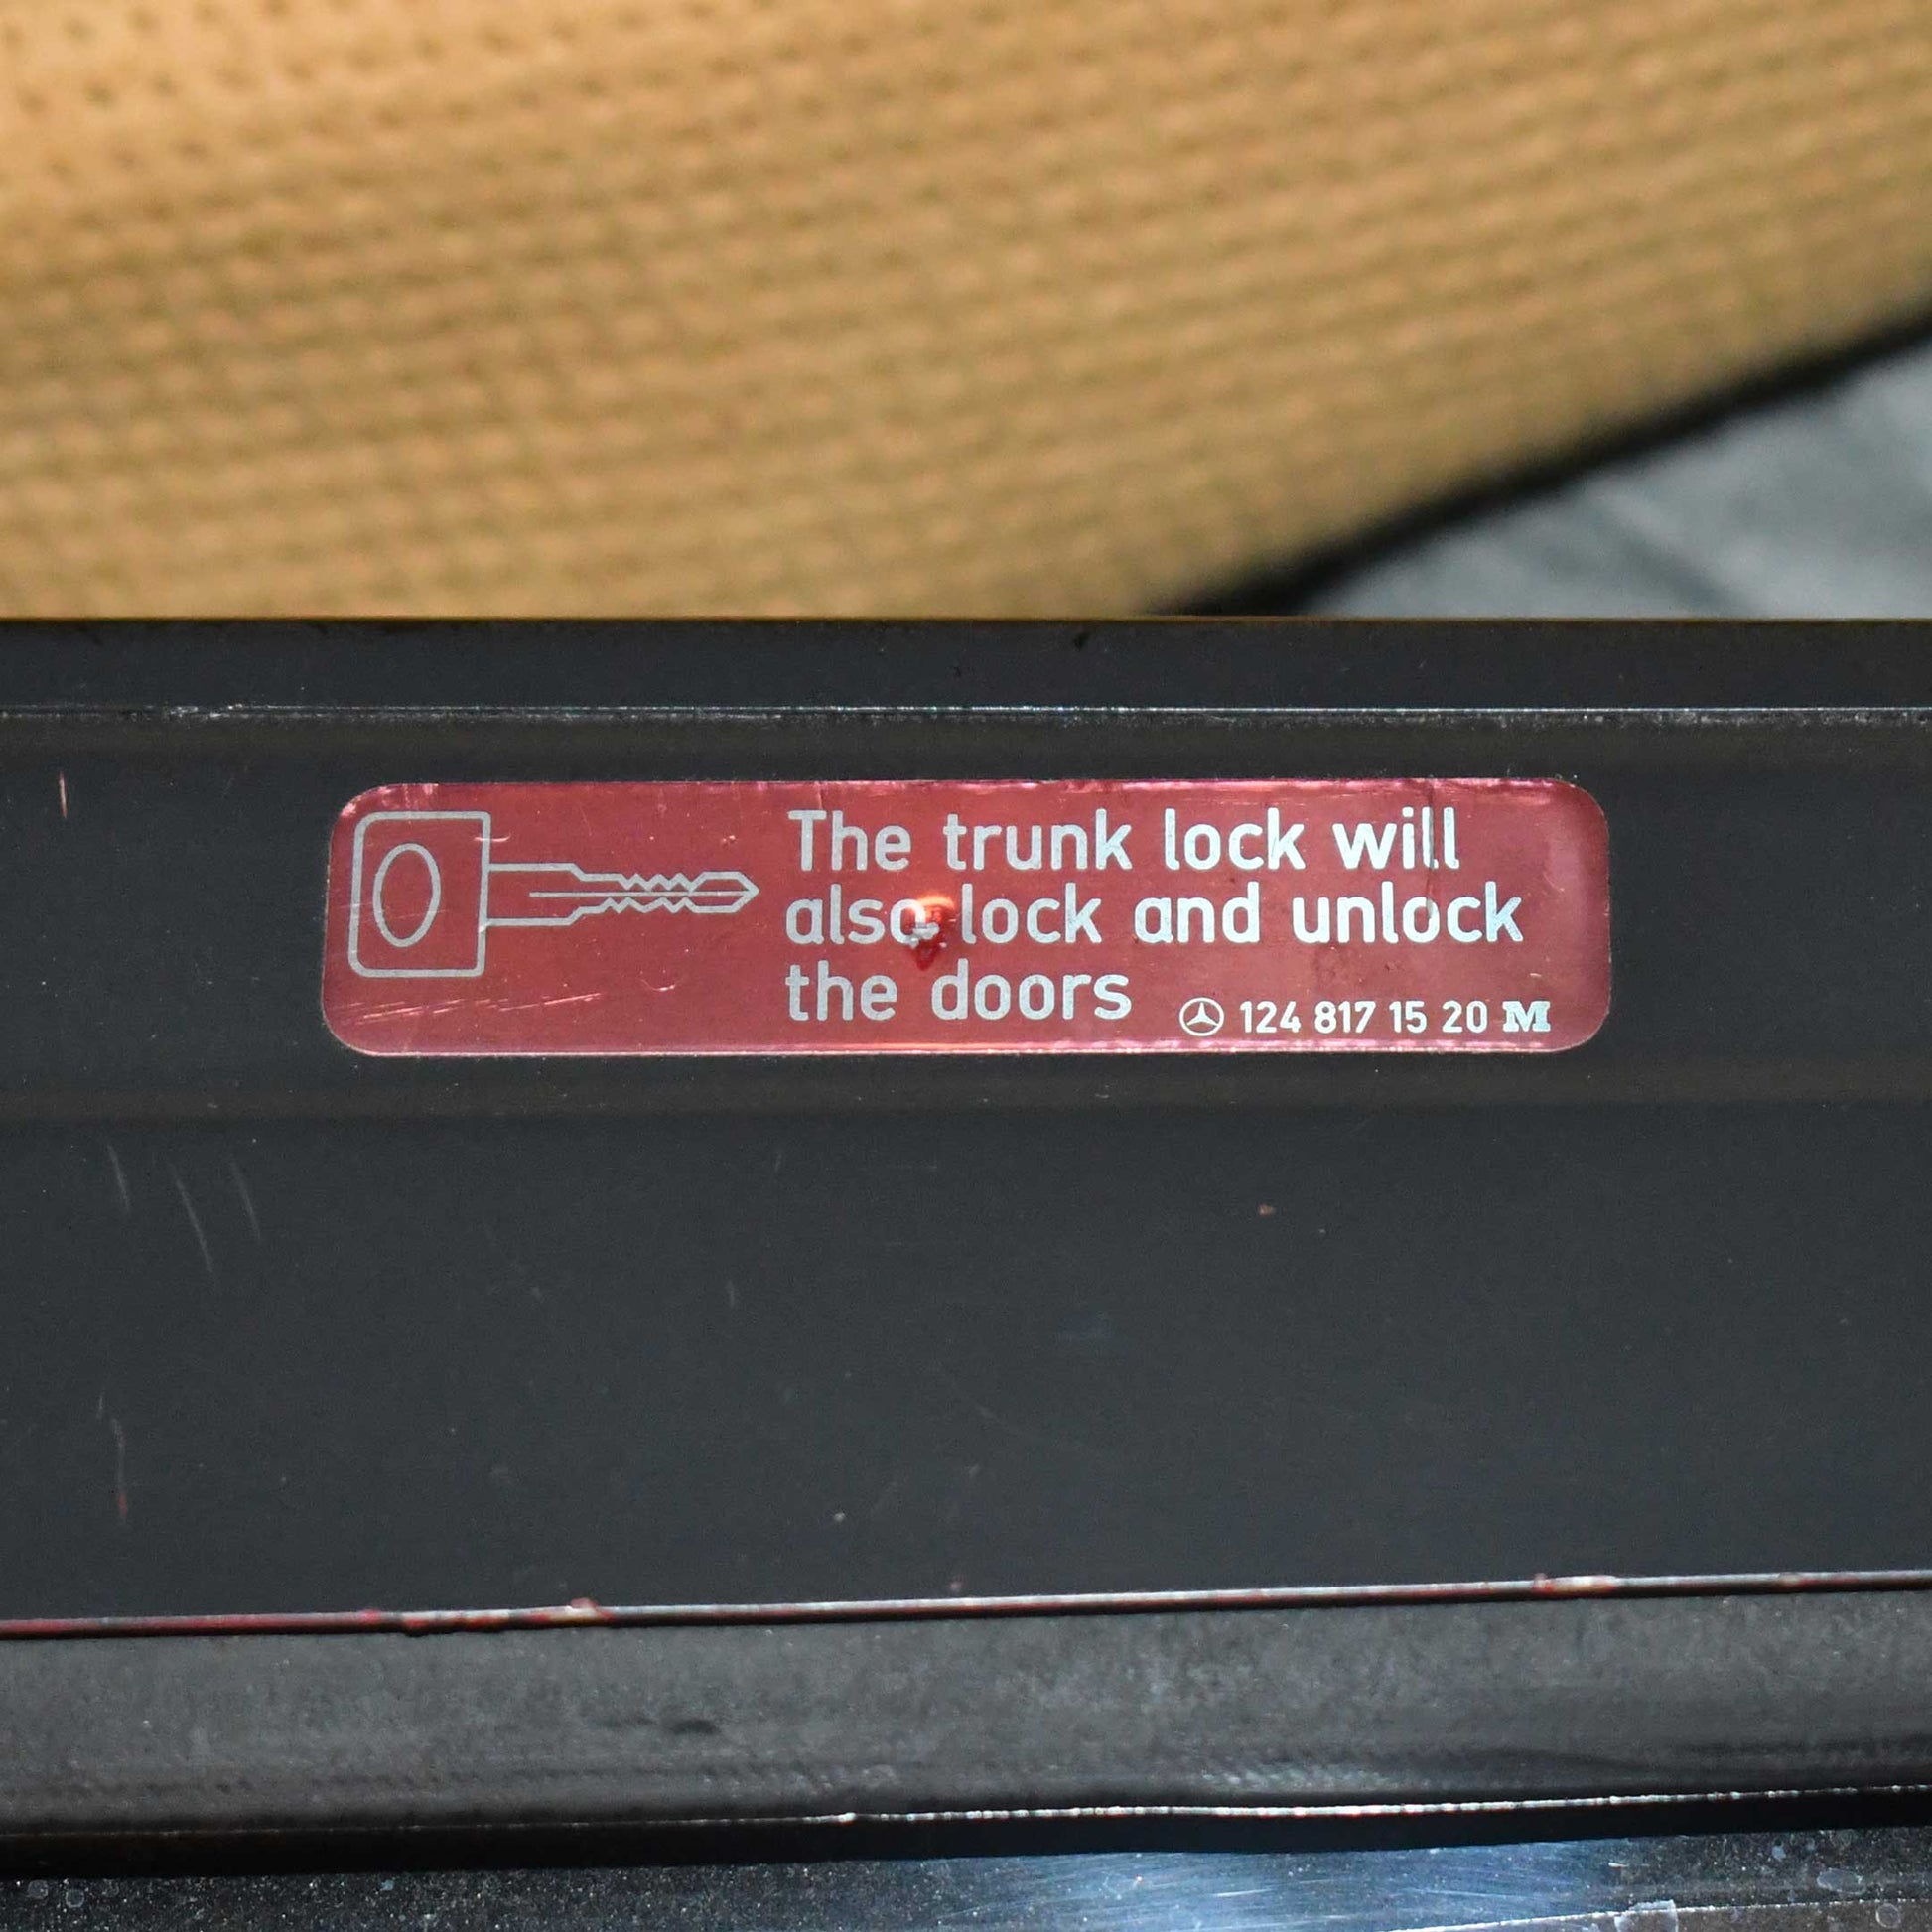 The trunk lock will
also lock and unlock
the doors
124 817 15 20 M